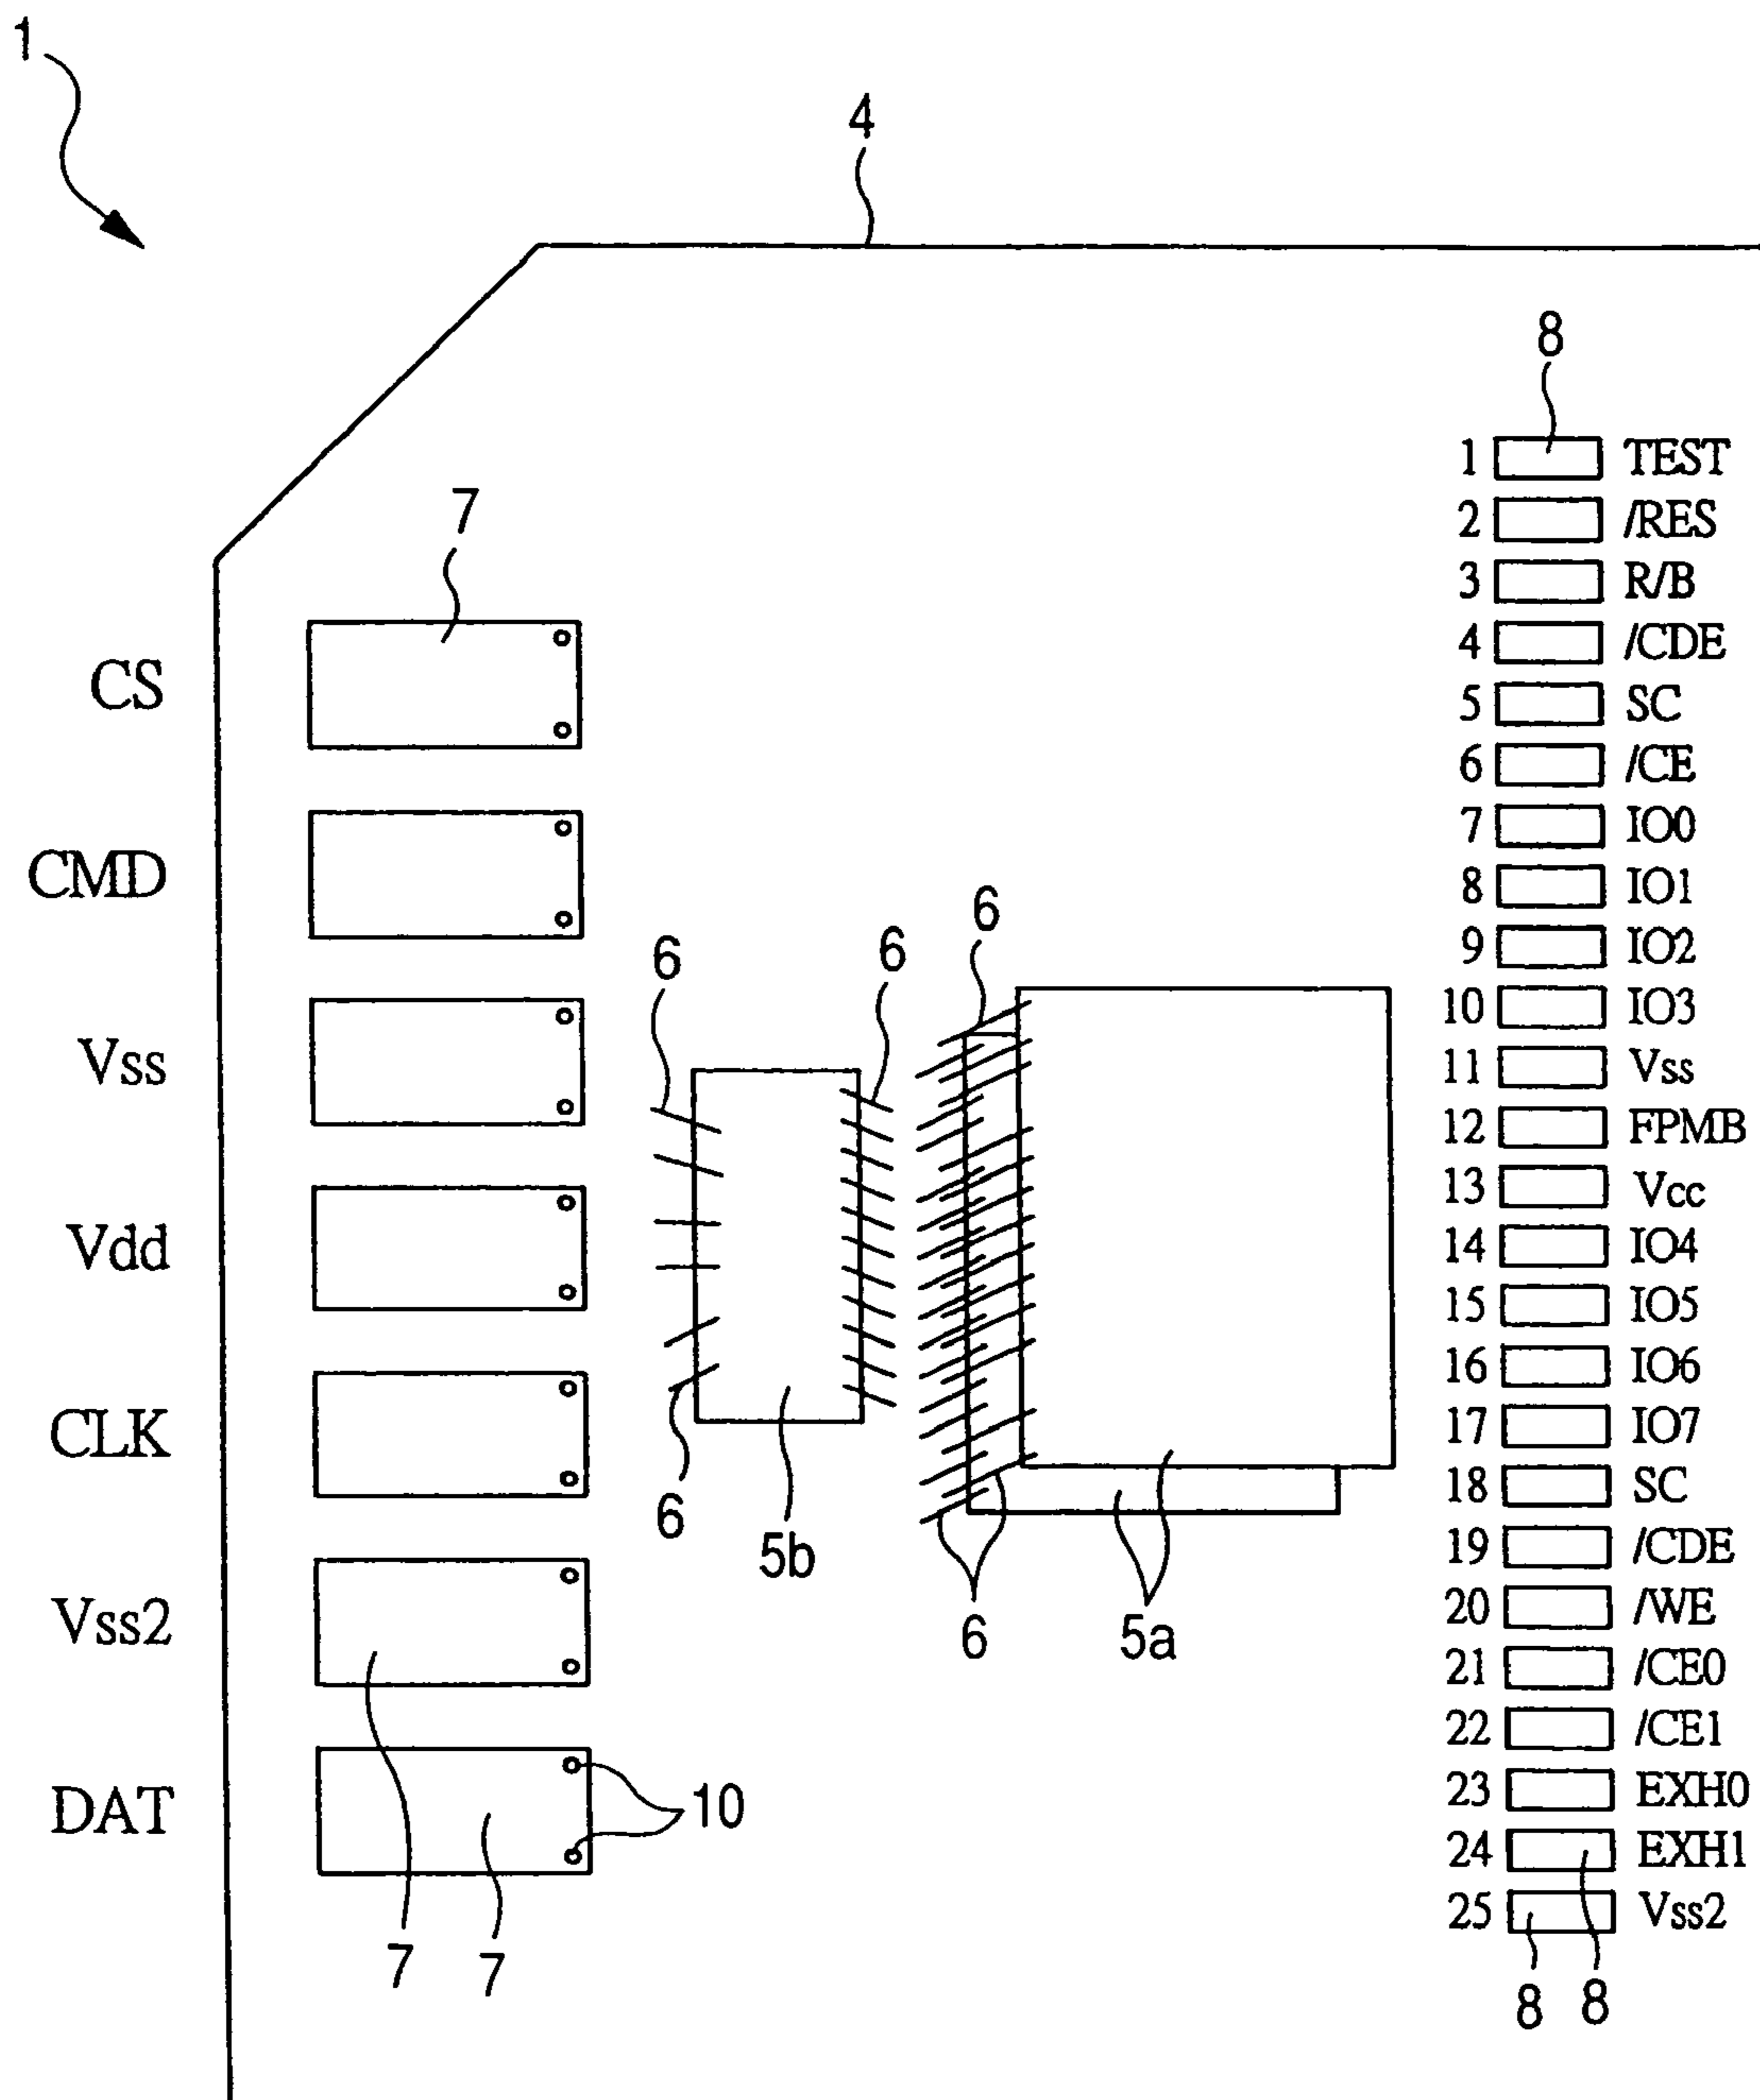 1
4
8
1 TEST
2 /RES
3 R/B
7
4 /CDE
CS
5 SC
6 /CE
7 IO0
CMD
8 IO1
6
6
6
9 IO2
10 IO3
Vss
11 Vss
12 FPMB
13 Vcc
Vdd
14 IO4
15 IO5
16 IO6
CLK
17 IO7
6
18 SC
5b
19 /CDE
Vss2
20 /WE
6
5a
21 /CE0
22 /CE1
DAT
10
23 EXH0
24 EXH1
25 Vss2
7
7
8
8